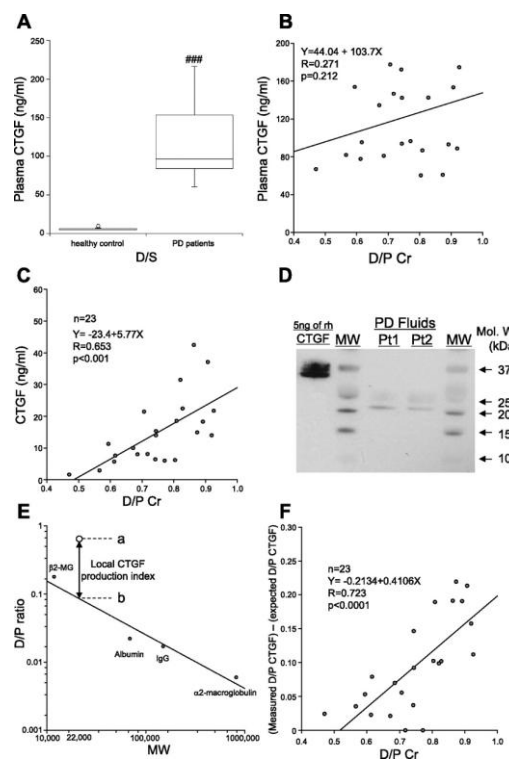 A
###
Plasma CTGF (ng/ml)
250
200
150
100
50
0
healthy control
PD patients
D/S
B
Y=44.04 + 103.7X
R=0.271
p=0.212
Plasma CTGF (ng/ml)
200
160
120
80
40
0
0.4
0.5
0.6
0.7
0.8
0.9
1.0
D/P Cr
C
n=23
Y= -23.4+5.77X
R=0.653
p<0.001
CTGF (ng/ml)
50
40
30
20
10
0
0.4
0.5
0.6
0.7
0.8
0.9
1.0
D/P Cr
D
5ng of rh
CTGF
MW
PD Fluids
Pt1
Pt2
MW
Mol. W
(kDa
37
25
20
15
10
E
D/P ratio
1
0.1
0.01
0.001
β2-MG
a
Local CTGF
production index
b
Albumin
IgG
α2-macroglobulin
10,000
22,000
100,000
1000,000
MW
F
n=23
Y= -0.2134+0.4106X
R=0.723
p<0.0001
(Measured D/P CTGF) – (expected D/P CTGF)
0.30
0.25
0.20
0.15
0.10
0.05
0
0.4
0.5
0.6
0.7
0.8
0.9
1.0
D/P Cr